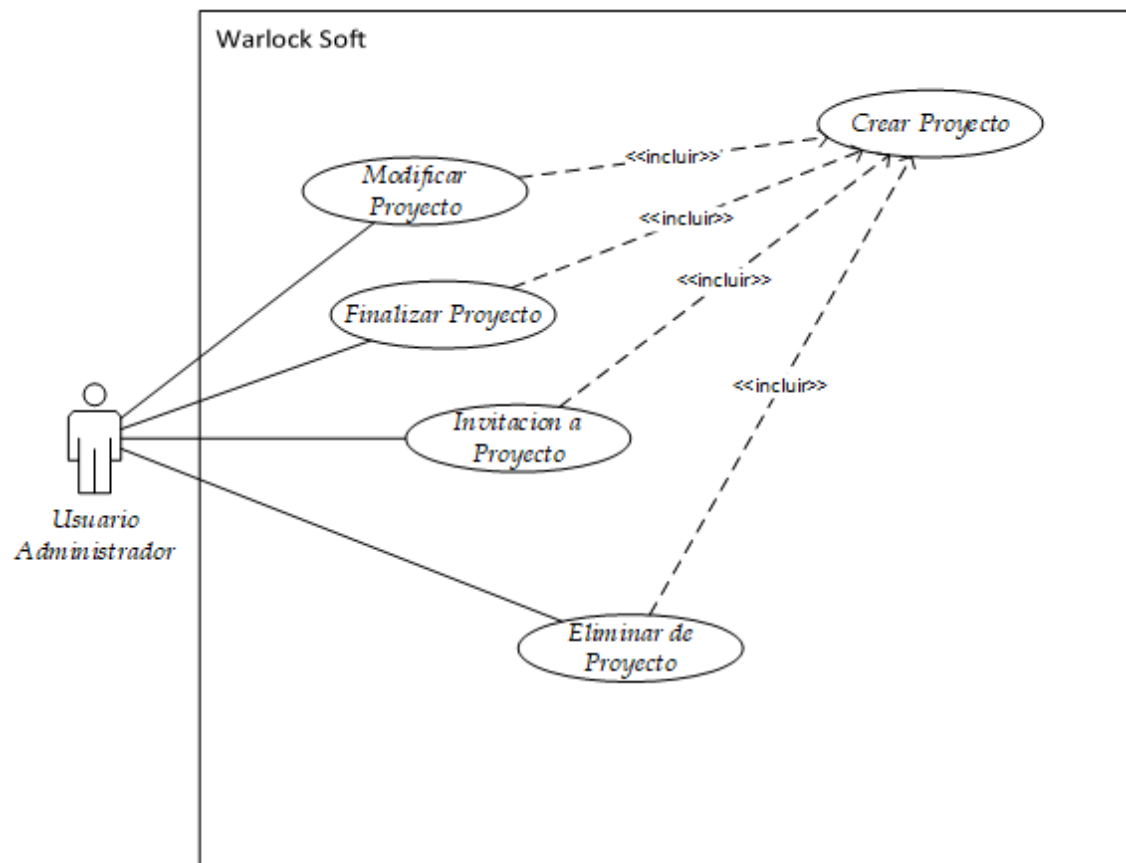 Warlock Soft
Crear Proyecto
<<incluir>>
Modificar
Proyecto
<<incluir>>
<<incluir>>
Finalizar Proyecto
<<incluir>>
Invitacion a
Proyecto
Usuario
Administrador
Eliminar de
Proyecto